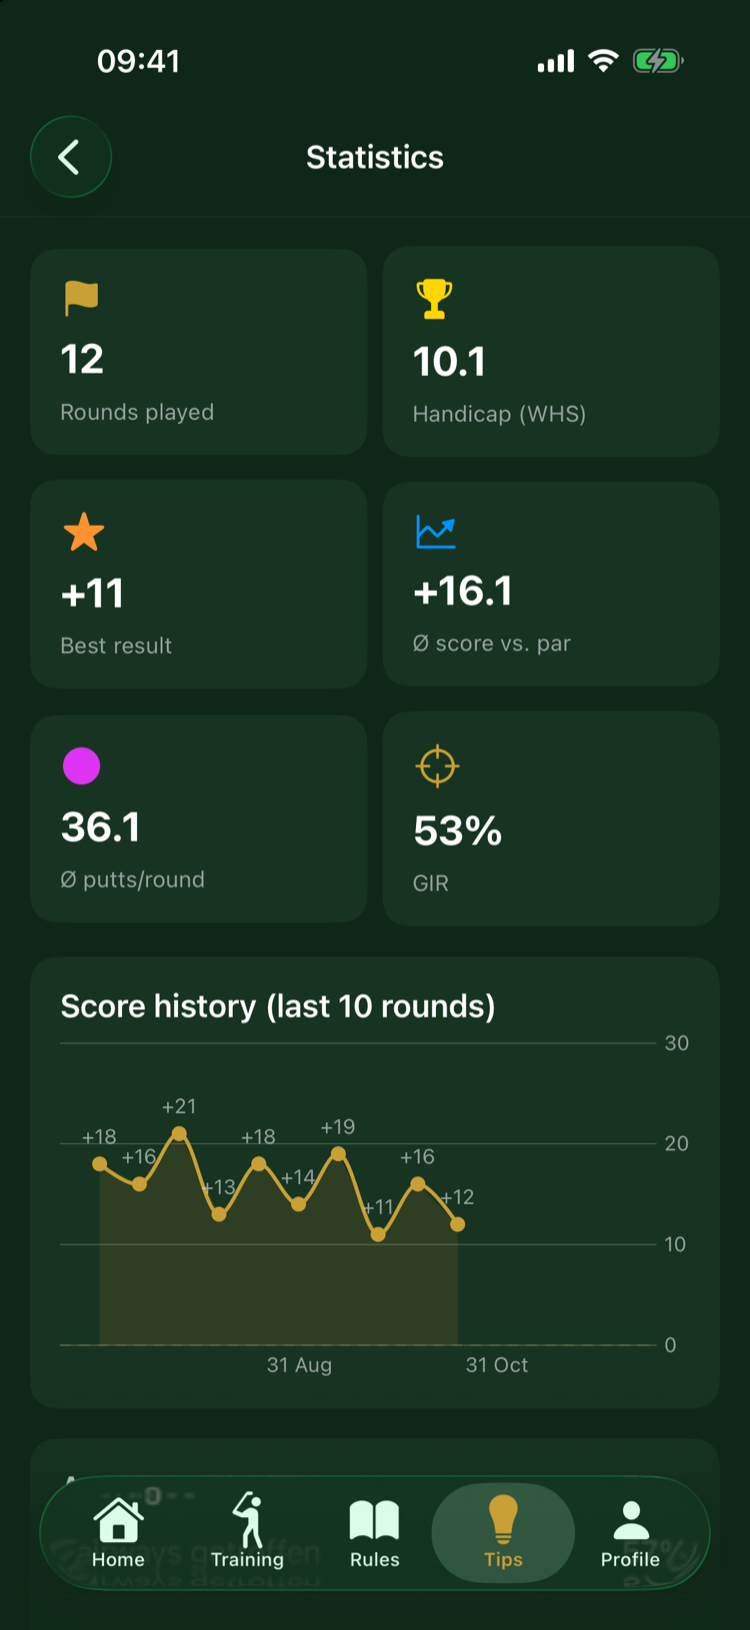 09:41
Statistics
12
Rounds played
10.1
Handicap (WHS)
+11
Best result
+16.1
Ø score vs. par
36.1
Ø putts/round
53%
GIR
Score history (last 10 rounds)
30
+21
+19
+18
+18
20
+16
+16
+14
+13
+11
+12
10
0
31 Aug
31 Oct
Home
Training
Rules
Tips
Profile